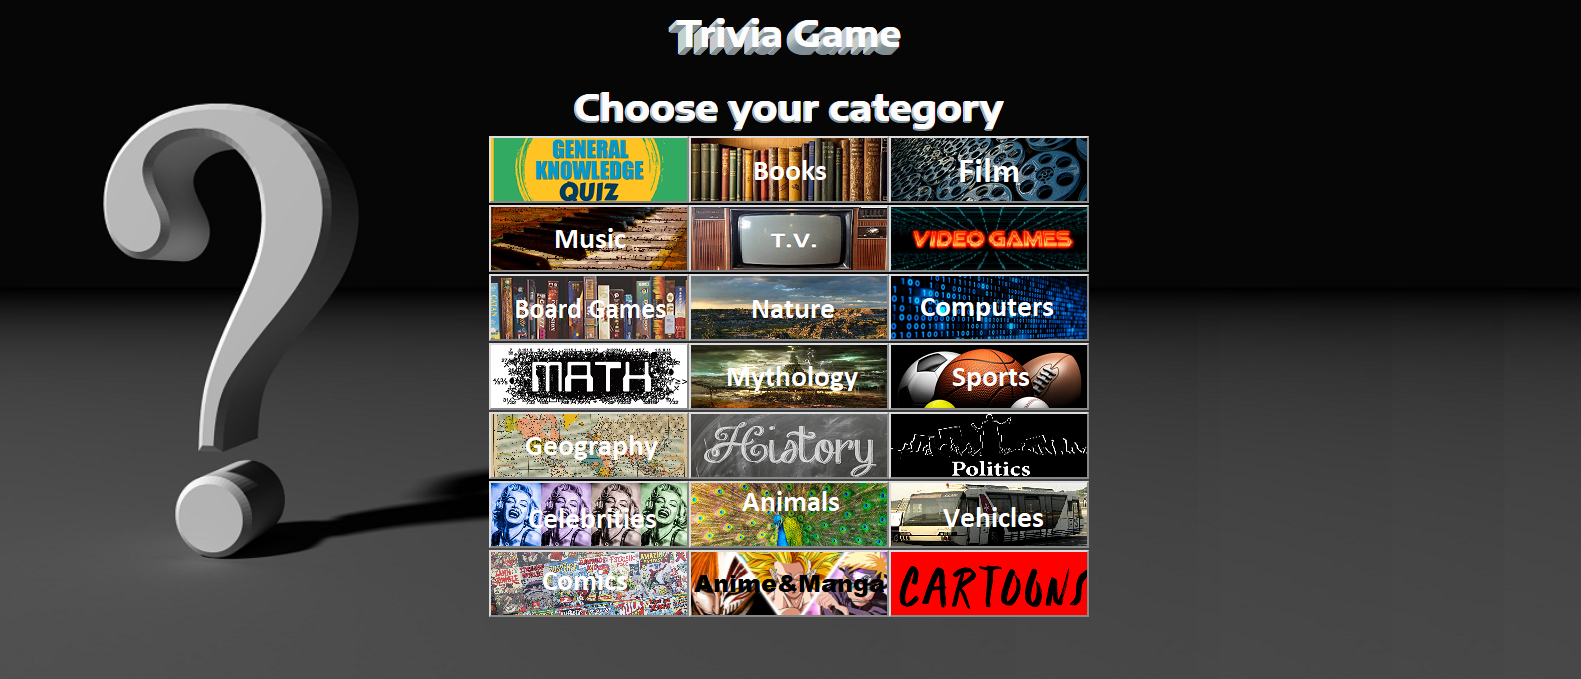 Trivia Game
Choose your category
GENERAL
KNOWLEDGE
QUIZ
Books
Film
Music
T.V.
VIDEO GAMES
Board Games
Nature
Computers
MATH
Mythology
Sports
Geography
History
Politics
Celebrities
Animals
Vehicles
Comics
Anime&Manga
CARTOONS